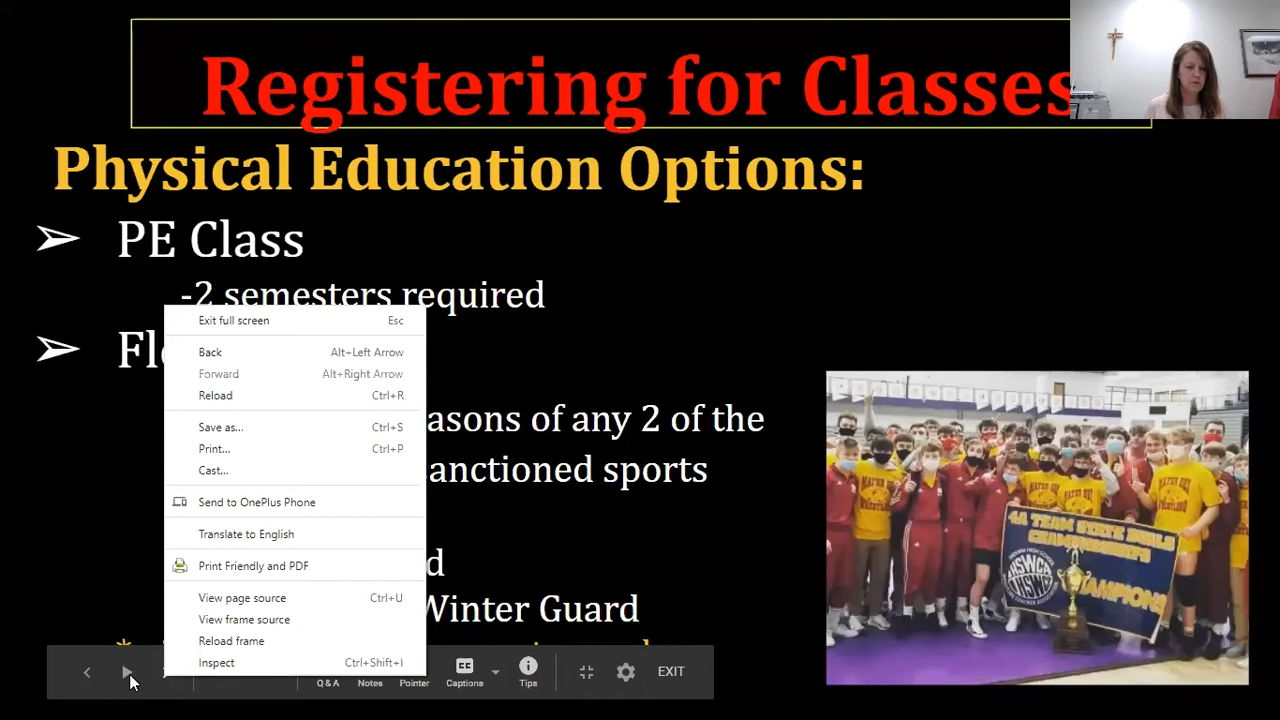 Registering for Classes
Physical Education Options:
➢ PE Class
-2 semesters required
➢ Fl
asons of any 2 of the
anctioned sports
d
Winter Guard
*
Exit full screen Esc
Back Alt+Left Arrow
Forward Alt+Right Arrow
Reload Ctrl+R
Save as... Ctrl+S
Print... Ctrl+P
Cast...
Send to OnePlus Phone
Translate to English
Print Friendly and PDF
View page source Ctrl+U
View frame source
Reload frame
Inspect Ctrl+Shift+I
Q & A Notes Pointer Captions Tips EXIT
4A TEAM STATE DUALS
CHAMPIONSHIPS
IHSWCA
CHAMPIONS
MATER DEI
WRESTLING